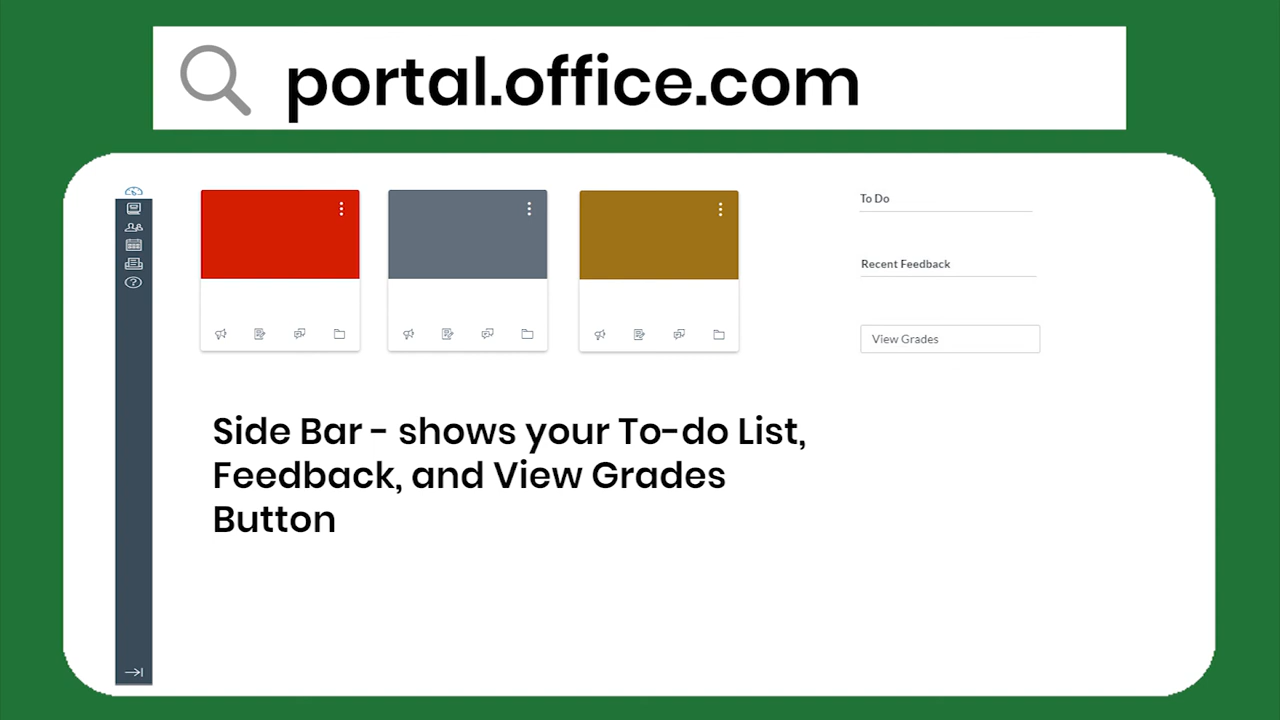 portal.office.com
To Do
Recent Feedback
View Grades
Side Bar - shows your To-do List,
Feedback, and View Grades
Button